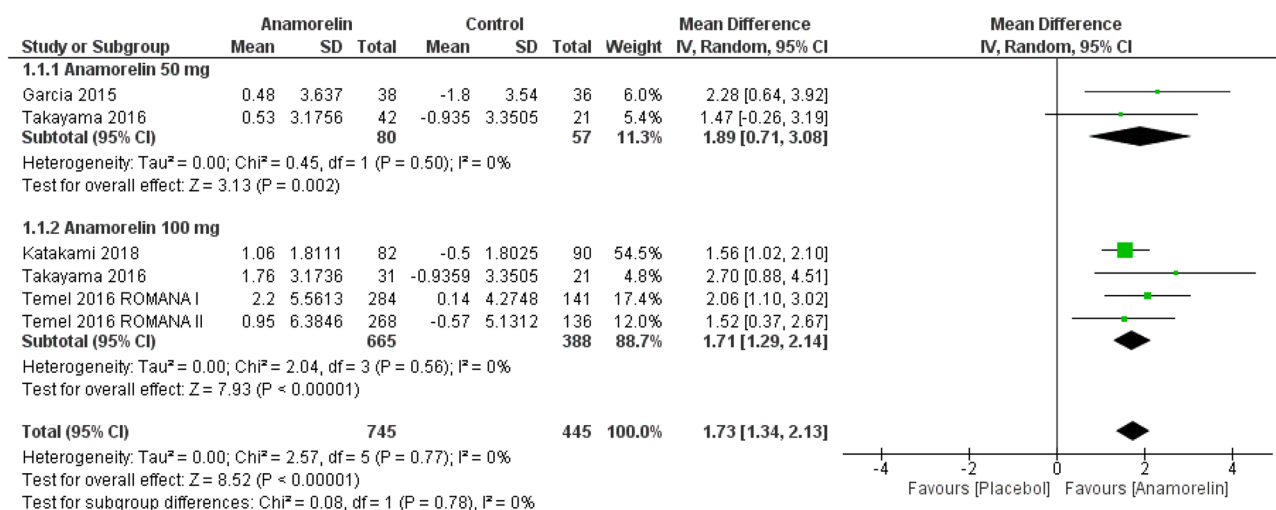 Anamorelin Control Mean Difference Mean Difference
Study or Subgroup Mean SD Total Mean SD Total Weight IV, Random, 95% CI IV, Random, 95% CI
1.1.1 Anamorelin 50 mg
Garcia 2015 0.48 3.637 38 -1.8 3.54 36 6.0% 2.28 [0.64, 3.92]
Takayama 2016 0.53 3.1756 42 -0.935 3.3505 21 5.4% 1.47 [-0.26, 3.19]
Subtotal (95% CI) 80 57 11.3% 1.89 [0.71, 3.08]
Heterogeneity: Tau² = 0.00; Chi² = 0.45, df = 1 (P = 0.50); I² = 0%
Test for overall effect: Z = 3.13 (P = 0.002)
1.1.2 Anamorelin 100 mg
Katakami 2018 1.06 1.8111 82 -0.5 1.8025 90 54.5% 1.56 [1.02, 2.10]
Takayama 2016 1.76 3.1736 31 -0.9359 3.3505 21 4.8% 2.70 [0.88, 4.51]
Temel 2016 ROMANA I 2.2 5.5613 284 0.14 4.2748 141 17.4% 2.06 [1.10, 3.02]
Temel 2016 ROMANA II 0.95 6.3846 268 -0.57 5.1312 136 12.0% 1.52 [0.37, 2.67]
Subtotal (95% CI) 665 388 88.7% 1.71 [1.29, 2.14]
Heterogeneity: Tau² = 0.00; Chi² = 2.04, df = 3 (P = 0.56); I² = 0%
Test for overall effect: Z = 7.93 (P < 0.00001)
Total (95% CI) 745 445 100.0% 1.73 [1.34, 2.13]
Heterogeneity: Tau² = 0.00; Chi² = 2.57, df = 5 (P = 0.77); I² = 0%
Test for overall effect: Z = 8.52 (P < 0.00001)
Test for subgroup differences: Chi² = 0.08, df = 1 (P = 0.78), I² = 0%
-4 -2 0 2 4
Favours [Placebol] Favours [Anamorelin]